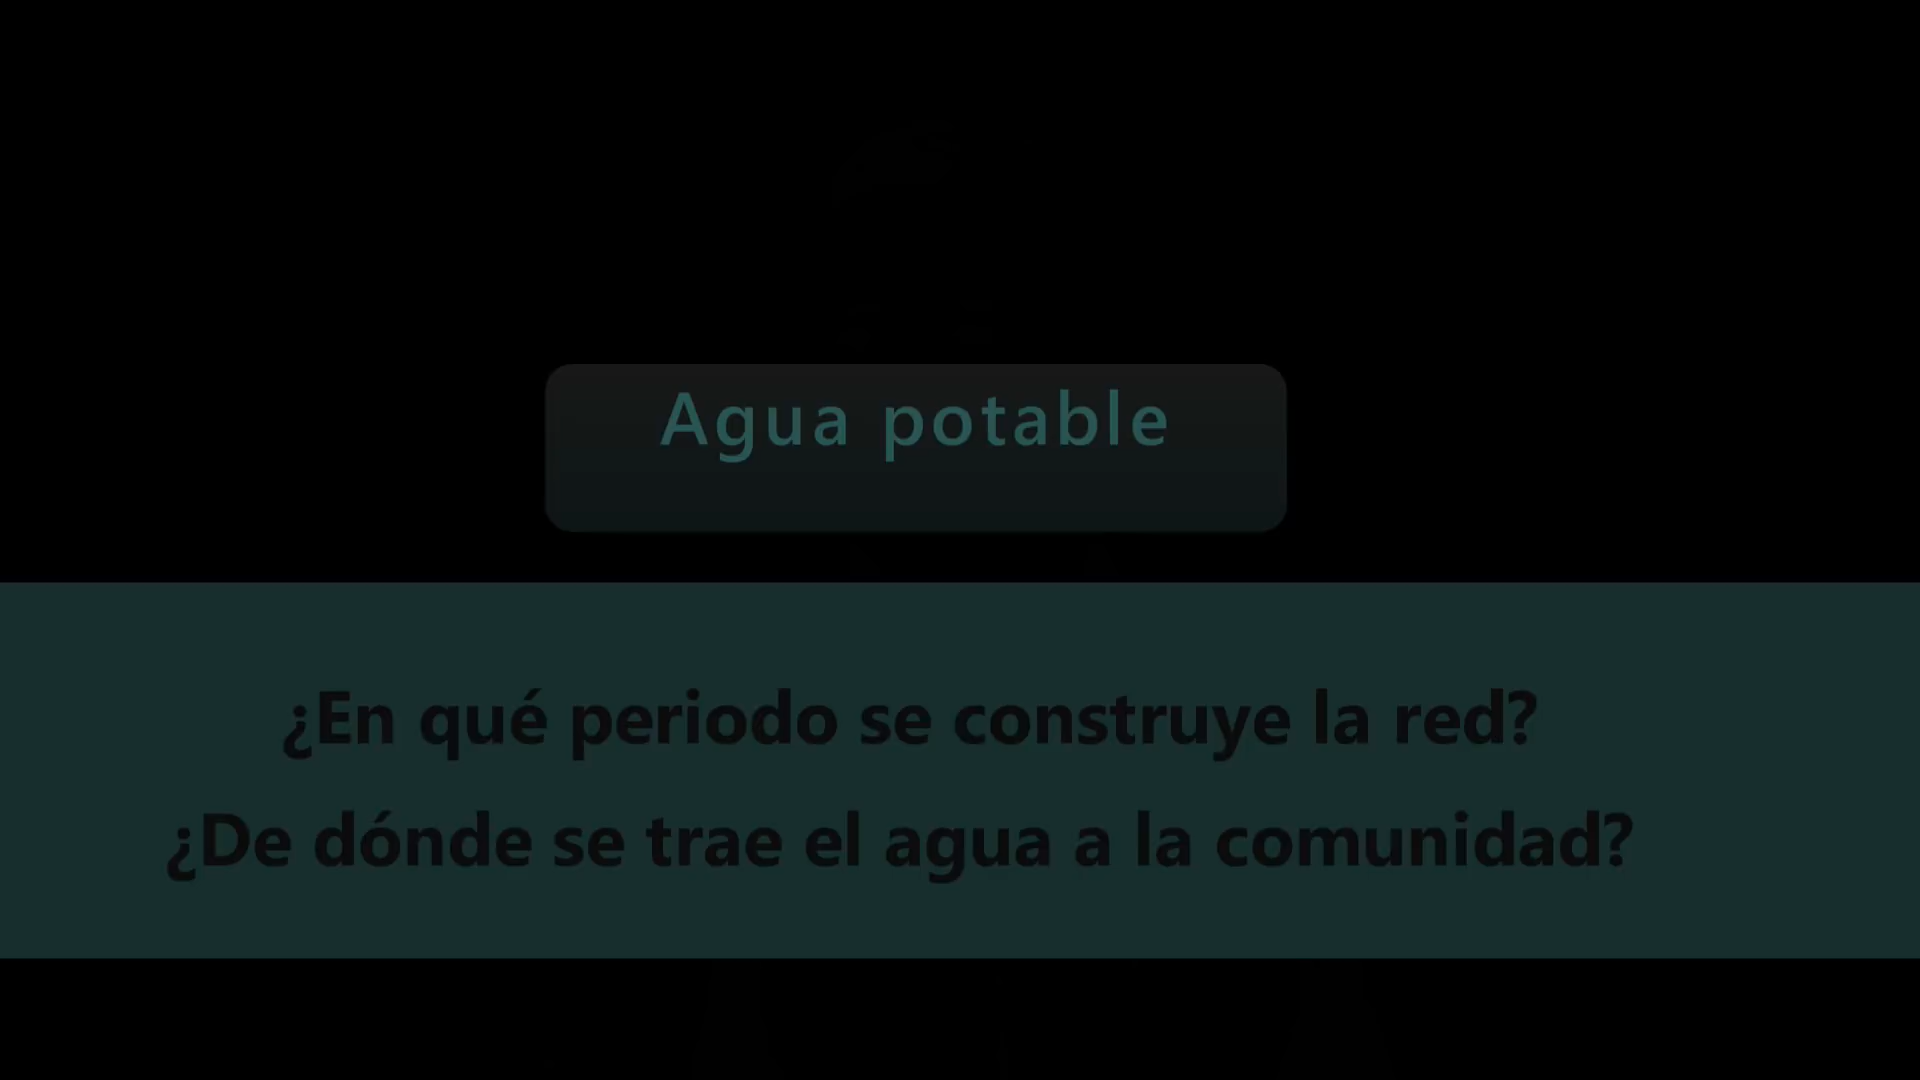 Agua potable
¿En qué periodo se construye la red?
¿De dónde se trae el agua a la comunidad?